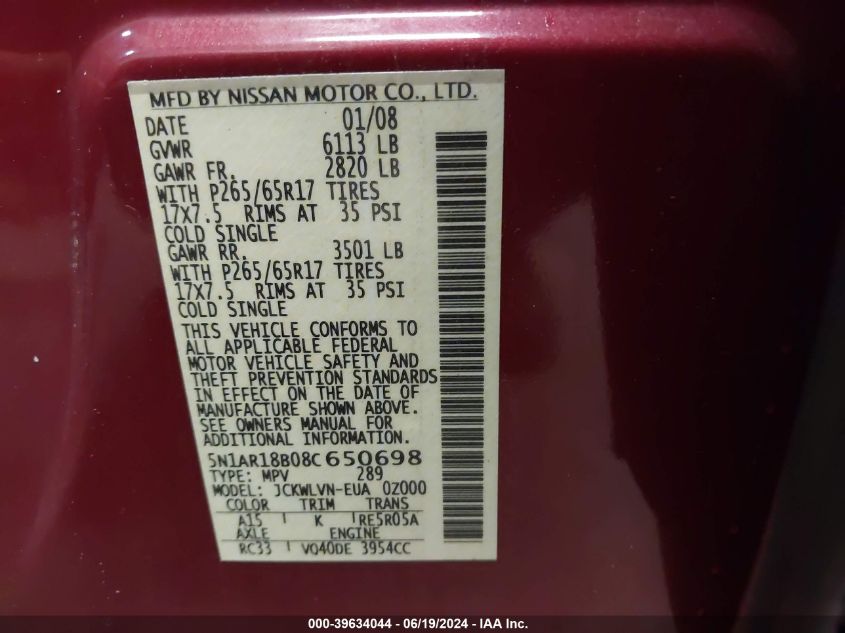 MFD BY NISSAN MOTOR CO., LTD.
DATE 01/08
GVWR 6113 LB
GAWR FR. 2820 LB
WITH P265/65R17 TIRES
17X7.5 RIMS AT 35 PSI
COLD SINGLE
GAWR RR. 3501 LB
WITH P265/65R17 TIRES
17X7.5 RIMS AT 35 PSI
COLD SINGLE
THIS VEHICLE CONFORMS TO
ALL APPLICABLE FEDERAL
MOTOR VEHICLE SAFETY AND
THEFT PREVENTION STANDARDS
IN EFFECT ON THE DATE OF
MANUFACTURE SHOWN ABOVE.
SEE OWNERS MANUAL FOR
ADDITIONAL INFORMATION.
5N1AR18B08C650698
TYPE: MPV 289
MODEL: JCKWLVN-EUA 0Z000
COLOR TRIM TRANS
A15 K RE5R05A
AXLE ENGINE
RC33 VQ40DE 3954CC
000-39634044 / 06/19/2024 - IAA Inc.